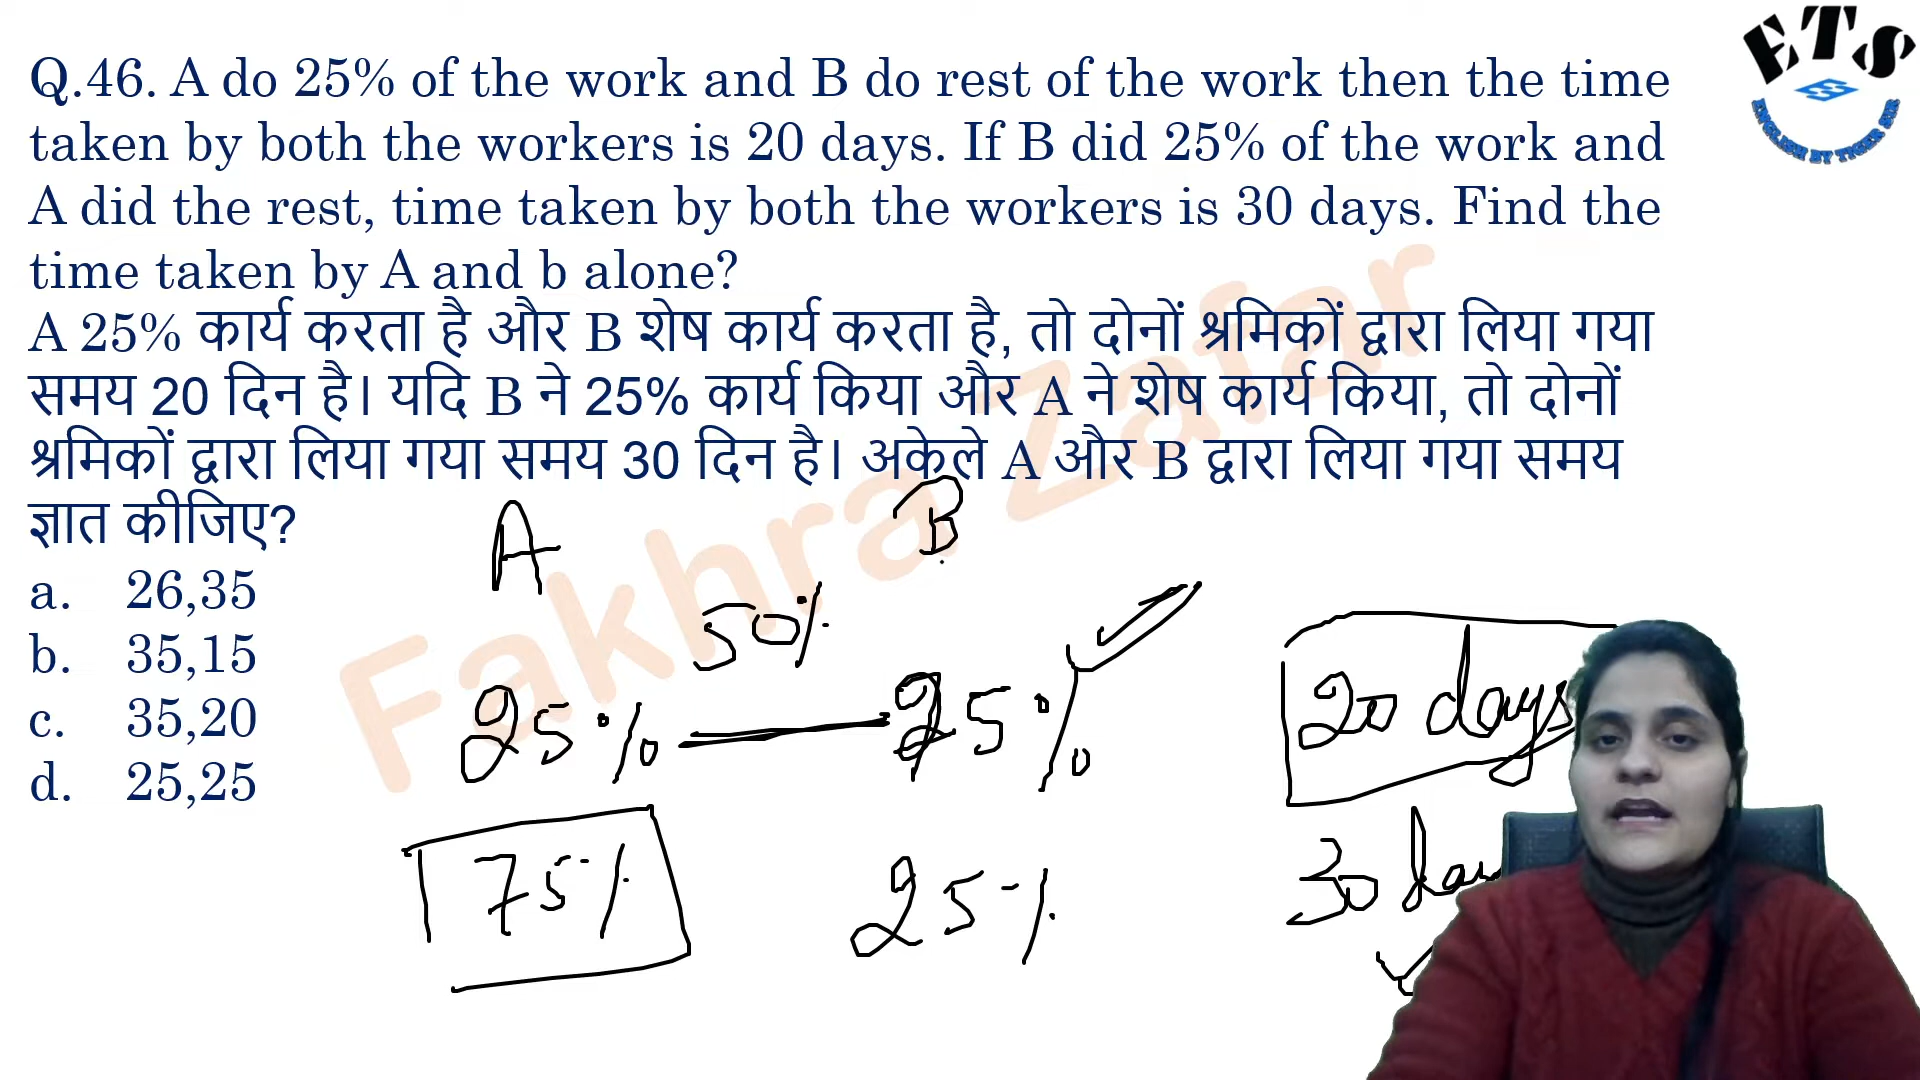 Q.46. A do 25% of the work and B do rest of the work then the time
taken by both the workers is 20 days. If B did 25% of the work and
A did the rest, time taken by both the workers is 30 days. Find the
time taken by A and b alone?
A 25% कार्य करता है और B शेष कार्य करता है, तो दोनों श्रमिकों द्वारा लिया गया
समय 20 दिन है। यदि B ने 25% कार्य किया और A ने शेष कार्य किया, तो दोनों
श्रमिकों द्वारा लिया गया समय 30 दिन है। अकेले A और B द्वारा लिया गया समय
ज्ञात कीजिए?
a. 26,35
b. 35,15
c. 35,20
d. 25,25
A B
50%
25% 25% 20 days
75% 25% 30
Fakhra Zafar
ETS
ENGLISH BY TIGER SIR